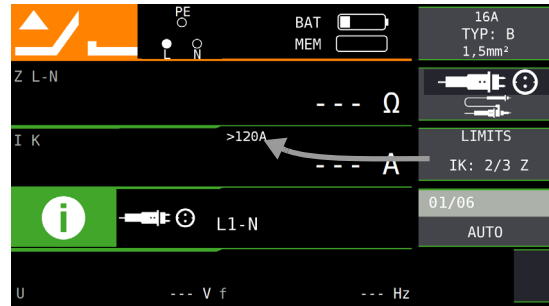 PE
L N
BAT
MEM
16A
TYP: B
1,5mm²
Z L-N
--- Ω
I K
>120A
--- A
LIMITS
IK: 2/3 Z
i
L1-N
01/06
AUTO
U --- V f --- Hz